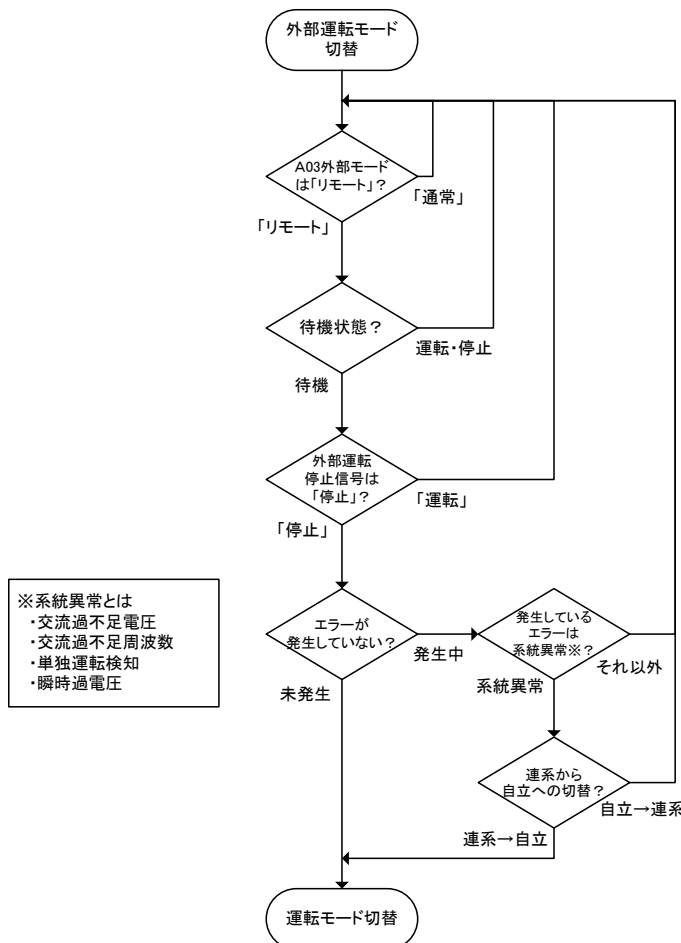 外部運転モード
切替
A03外部モード
は「リモート」？
「通常」
「リモート」
待機状態？
運転・停止
待機
外部運転
停止信号は
「停止」？
「運転」
「停止」
※系統異常とは
・交流過不足電圧
・交流過不足周波数
・単独運転検知
・瞬時過電圧
エラーが
発生していない？
発生中
未発生
発生している
エラーは
系統異常※？
それ以外
系統異常
連系から
自立への切替？
自立→連系
連系→自立
運転モード切替